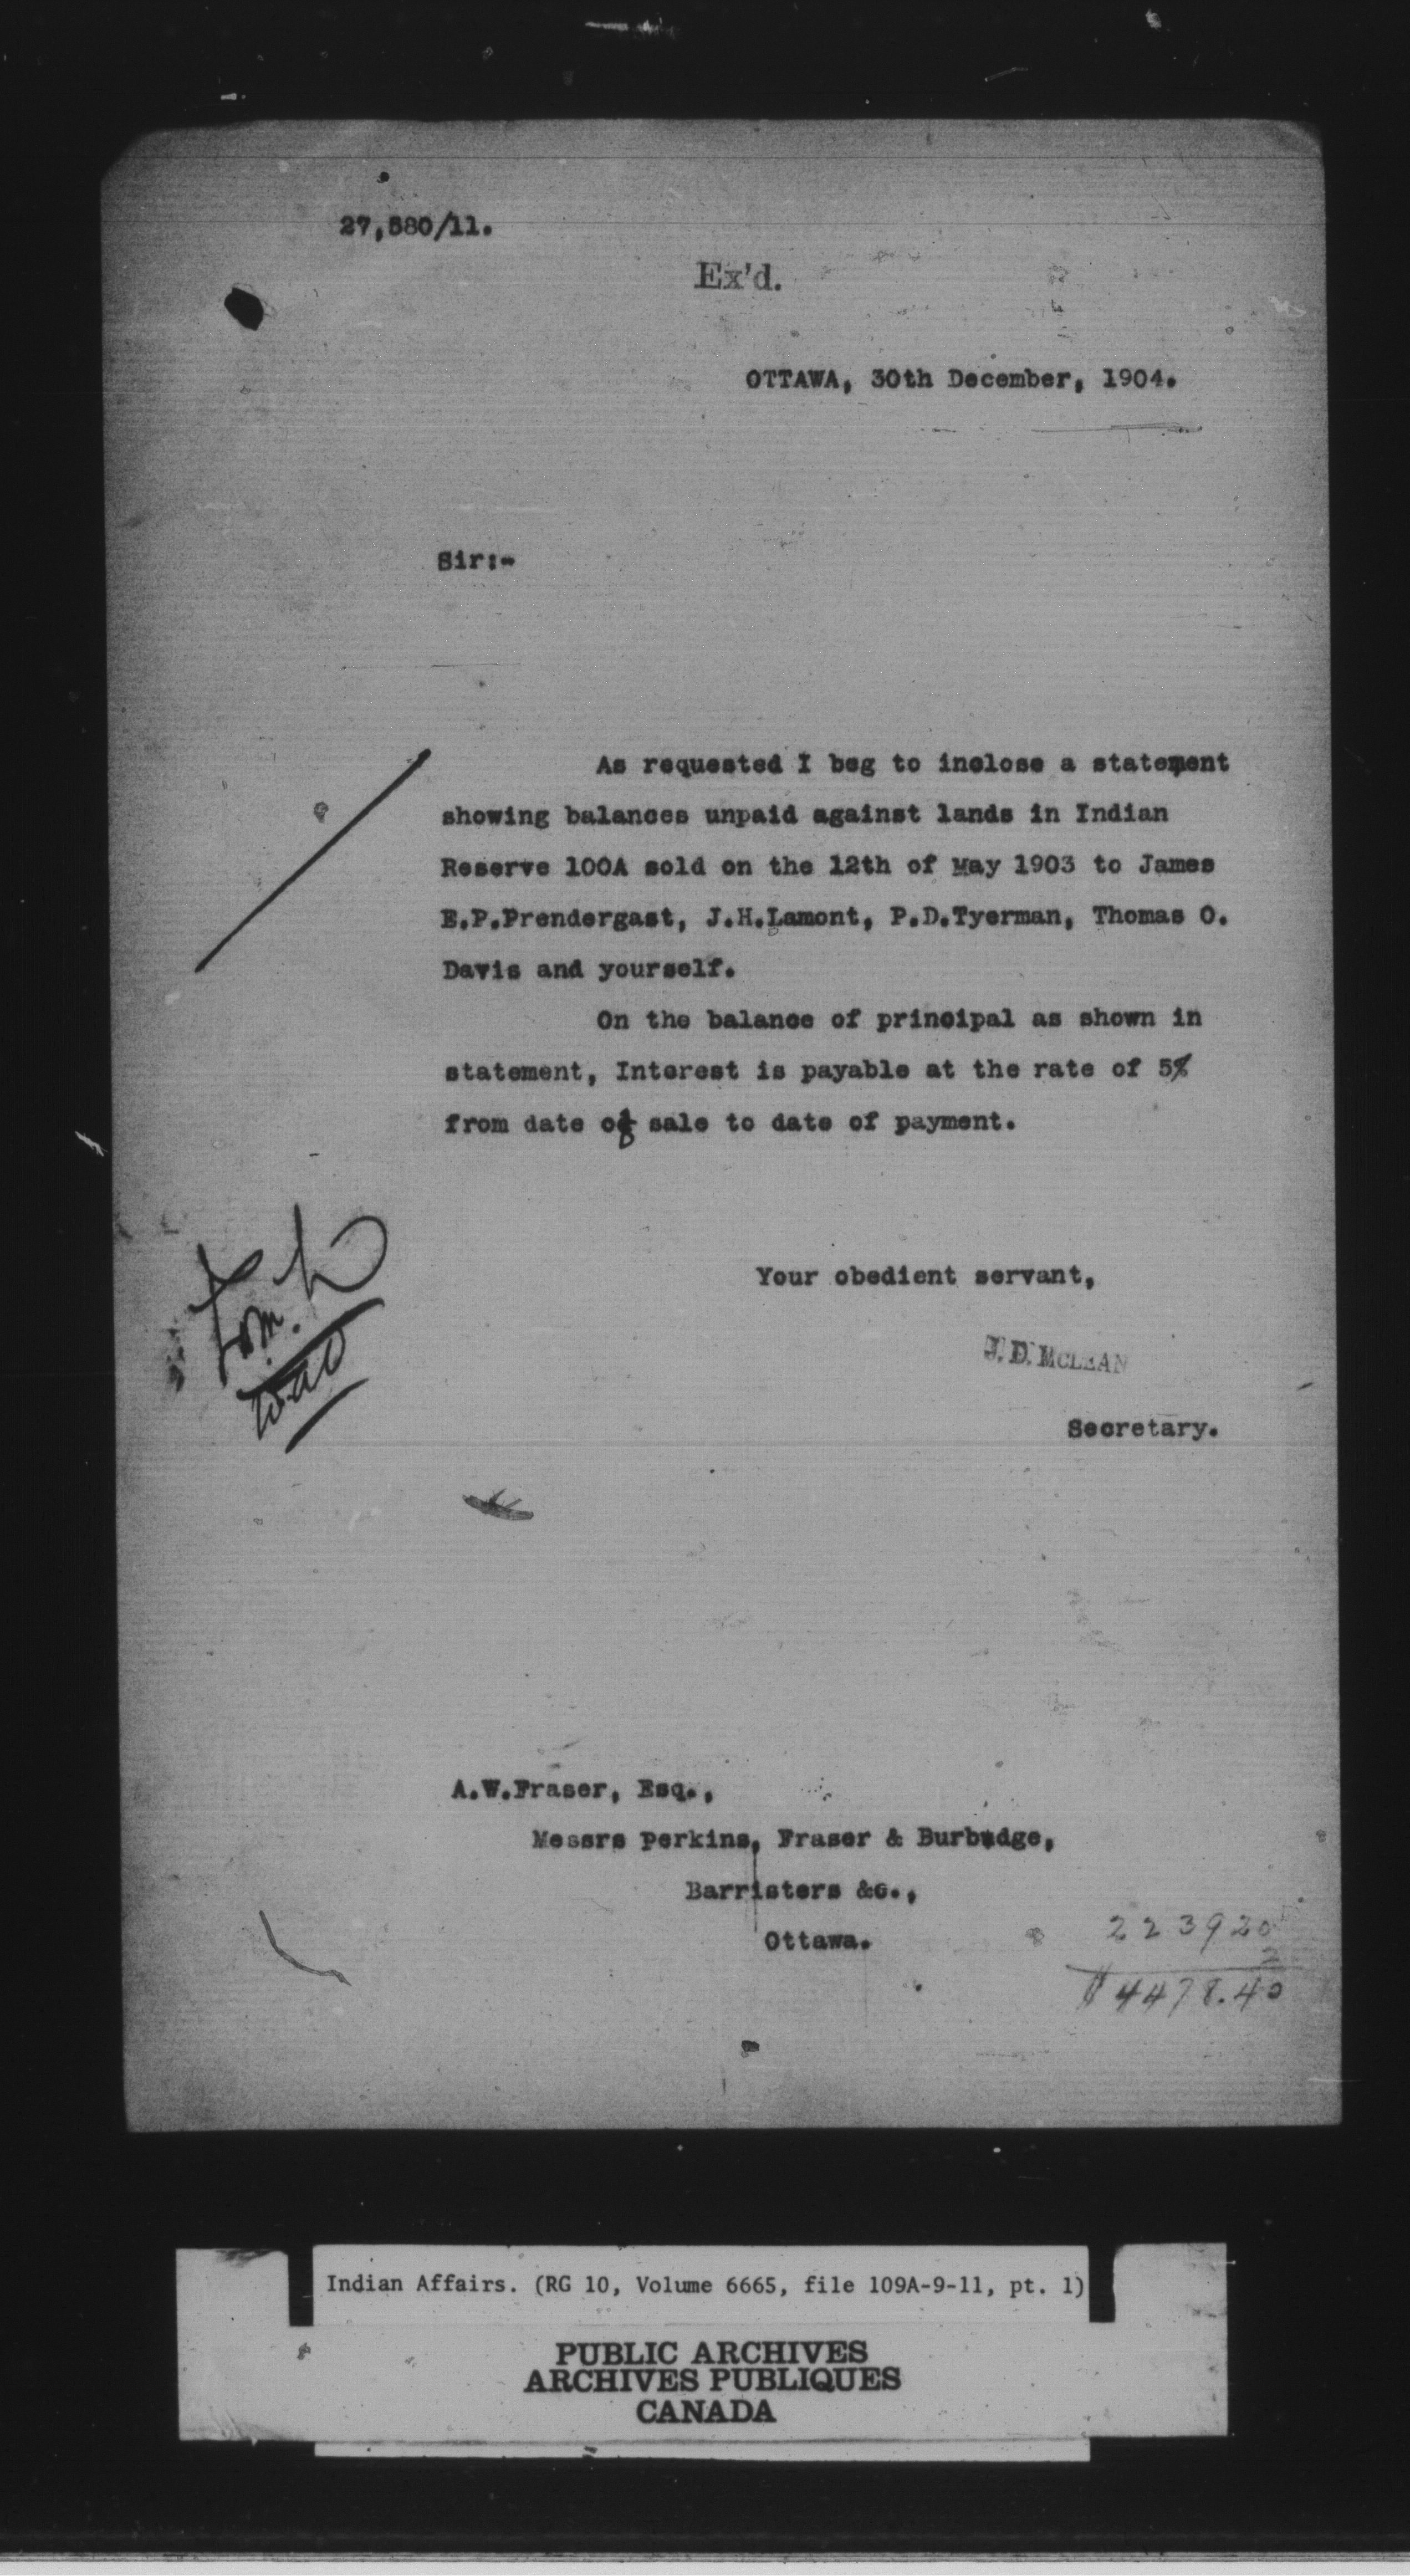 27,580/11.
Ex'd.
OTTAWA, 30th December, 1904.
Sir:-
As requested I beg to inclose a statement
showing balances unpaid against lands in Indian
Reserve 100A sold on the 12th of May 1903 to James
E.P.Prendergast, J.H.Lamont, P.D.Tyerman, Thomas O.
Davis and yourself.
On the balance of principal as shown in
statement, Interest is payable at the rate of 5%
from date of sale to date of payment.
Your obedient servant,
J.D. McLEAN
Secretary.
A.W.Fraser, Esq.,
Messrs Perkins, Fraser & Burbudge,
Barristers &c.,
Ottawa.
223920
2
$4478.40
Indian Affairs. (RG 10, Volume 6665, file 109A-9-11, pt. 1)
PUBLIC ARCHIVES
ARCHIVES PUBLIQUES
CANADA